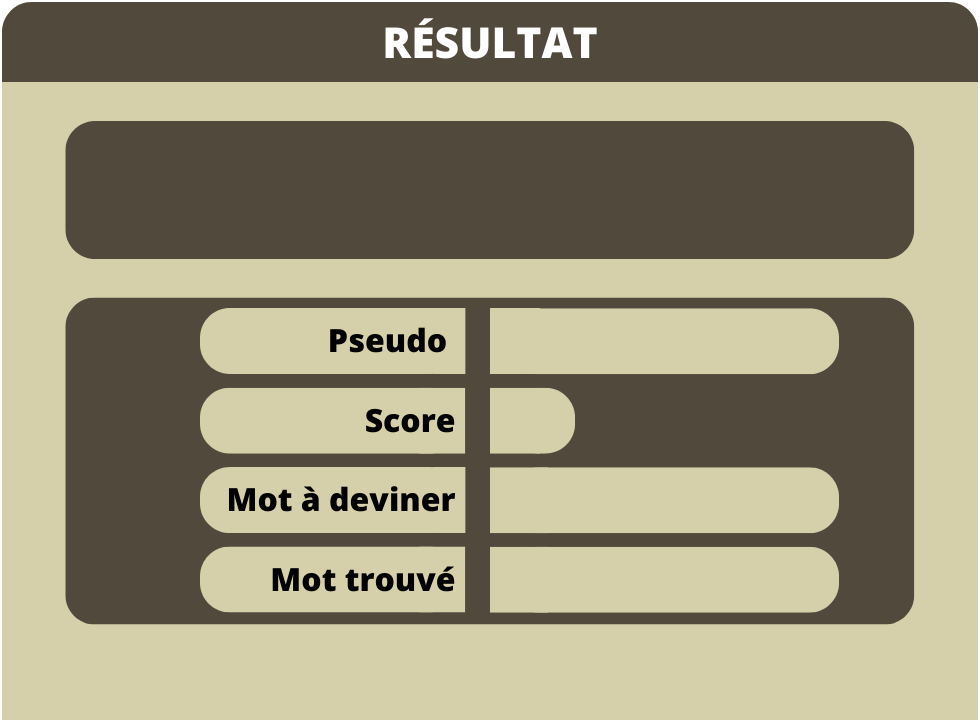 RÉSULTAT
Pseudo
Score
Mot à deviner
Mot trouvé